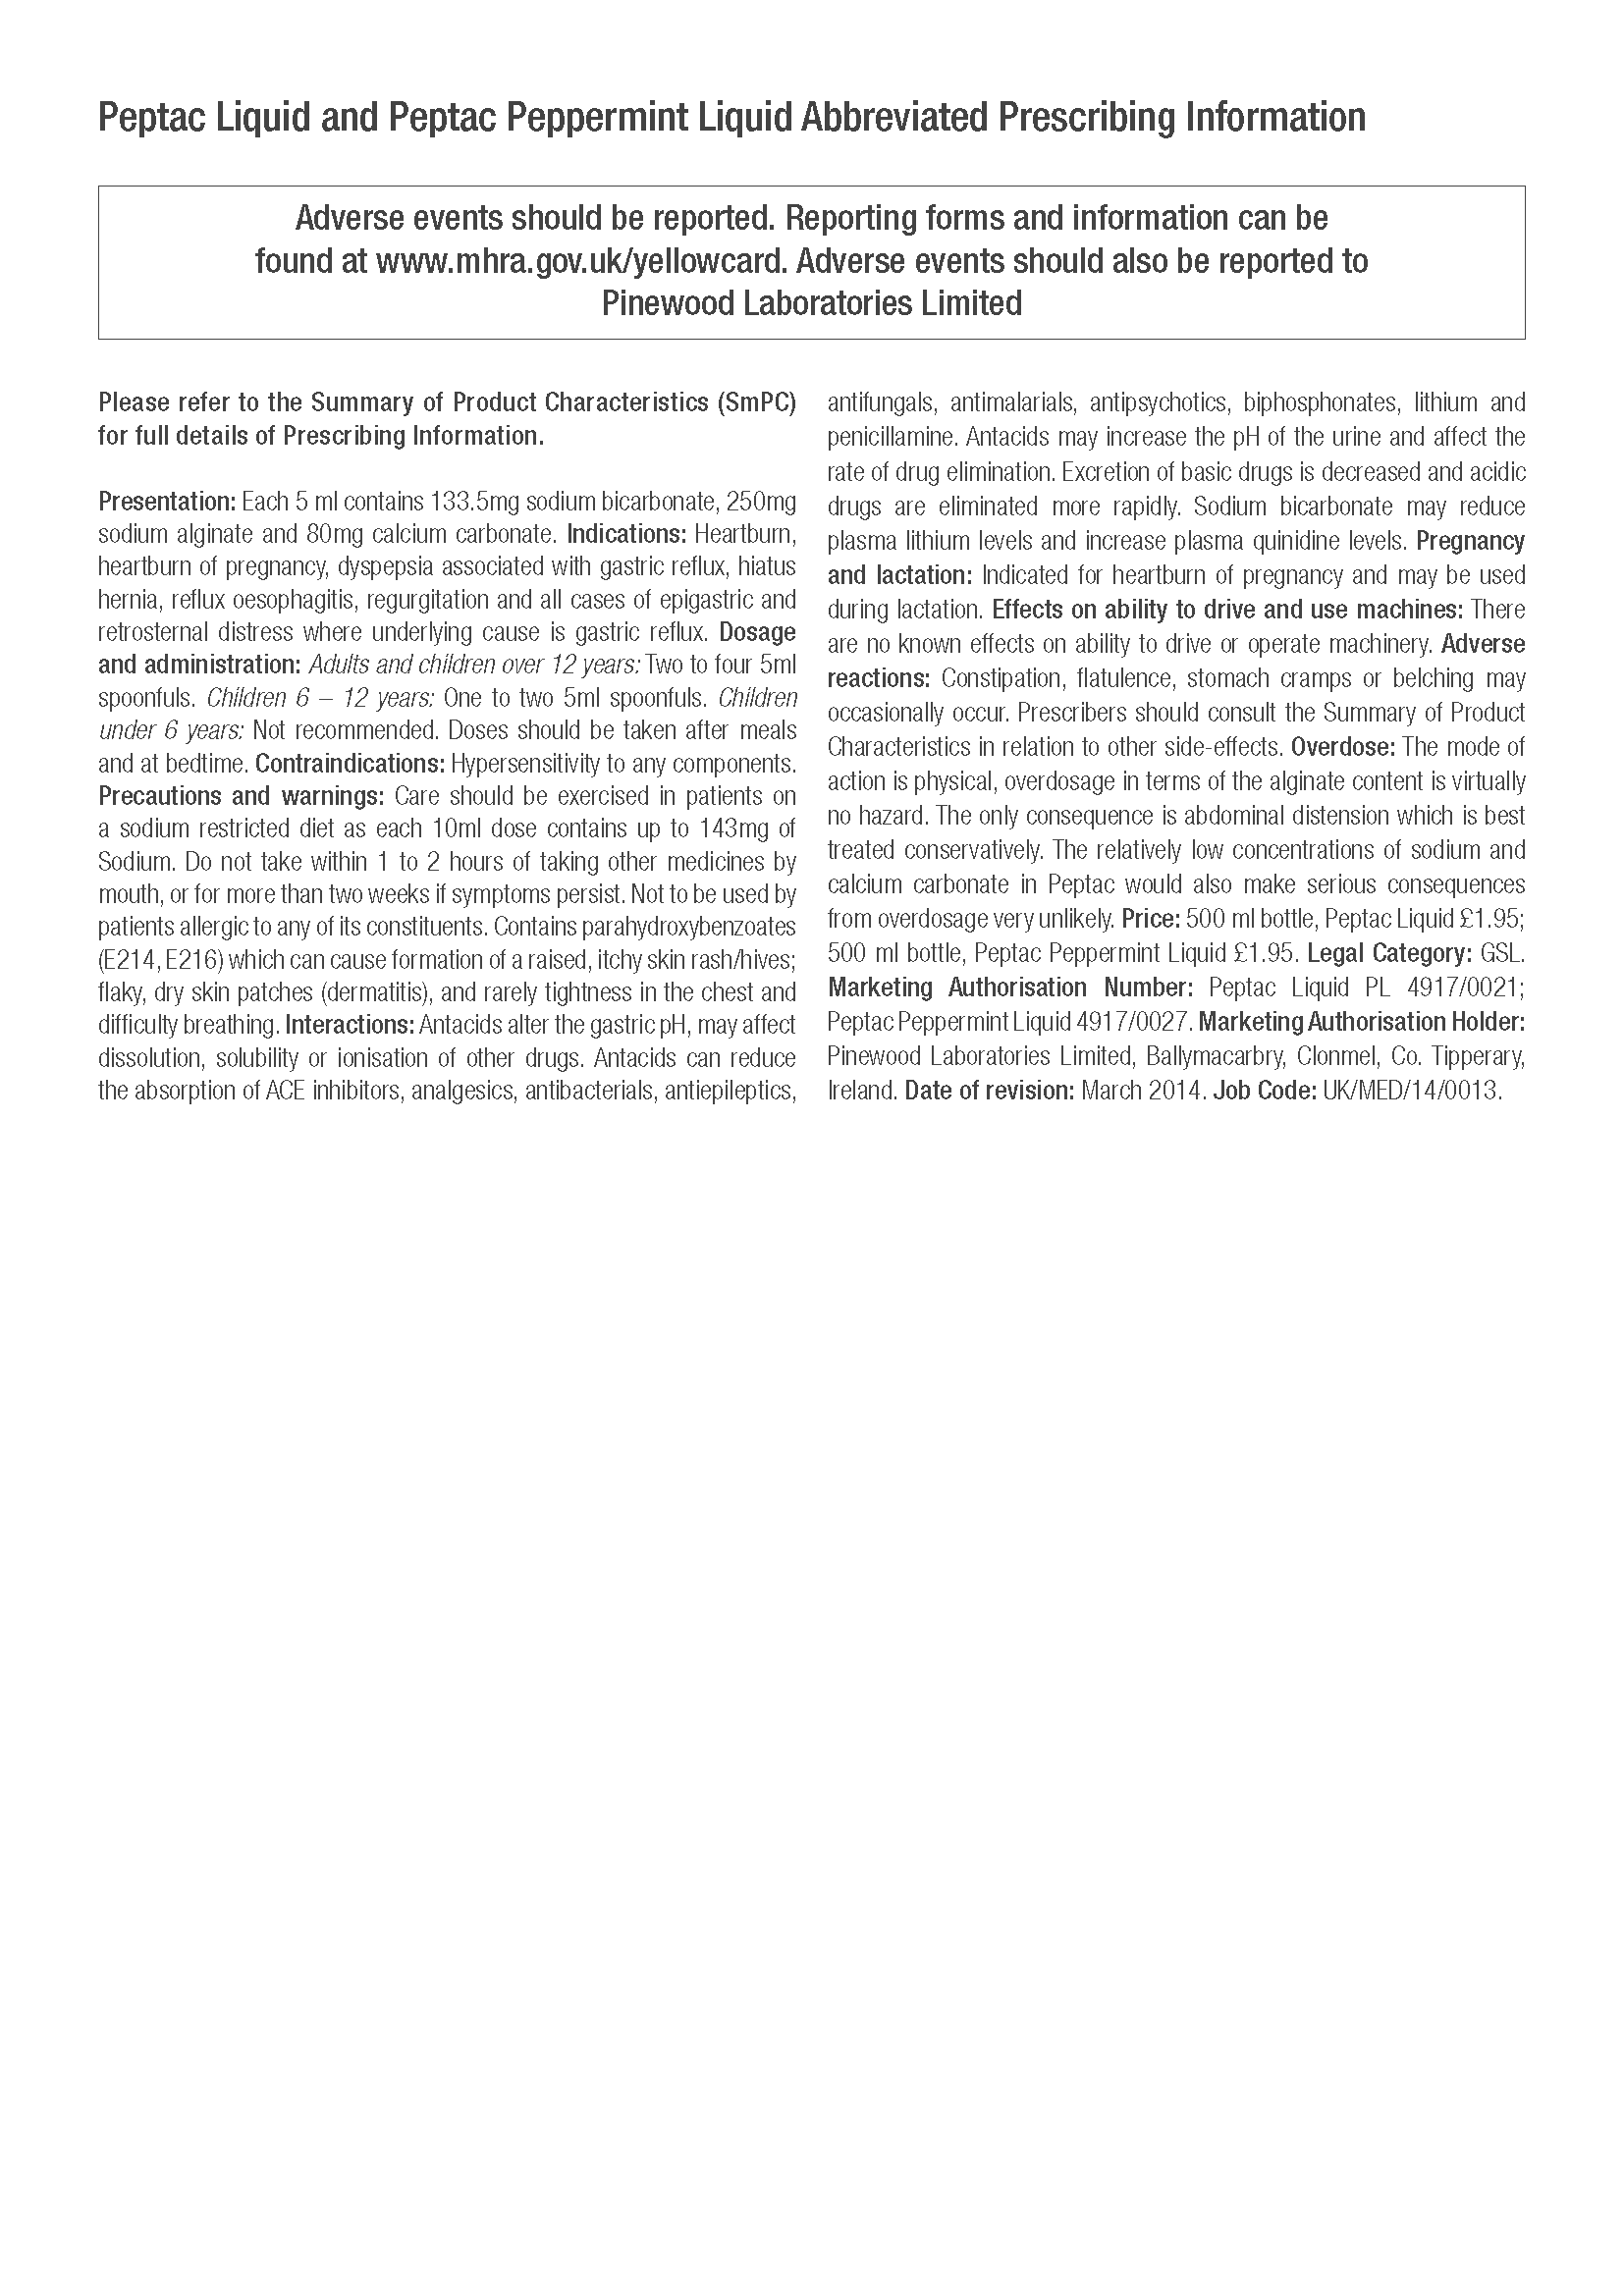 Peptac Liquid and Peptac Peppermint Liquid Abbreviated Prescribing Information
Adverse events should be reported. Reporting forms and information can be
found at www.mhra.gov.uk/yellowcard. Adverse events should also be reported to
Pinewood Laboratories Limited
Please refer to the Summary of Product Characteristics (SmPC)
for full details of Prescribing Information.
Presentation: Each 5 ml contains 133.5mg sodium bicarbonate, 250mg
sodium alginate and 80mg calcium carbonate. Indications: Heartburn,
heartburn of pregnancy, dyspepsia associated with gastric reflux, hiatus
hernia, reflux oesophagitis, regurgitation and all cases of epigastric and
retrosternal distress where underlying cause is gastric reflux. Dosage
and administration: Adults and children over 12 years: Two to four 5ml
spoonfuls. Children 6 – 12 years: One to two 5ml spoonfuls. Children
under 6 years: Not recommended. Doses should be taken after meals
and at bedtime. Contraindications: Hypersensitivity to any components.
Precautions and warnings: Care should be exercised in patients on
a sodium restricted diet as each 10ml dose contains up to 143mg of
Sodium. Do not take within 1 to 2 hours of taking other medicines by
mouth, or for more than two weeks if symptoms persist. Not to be used by
patients allergic to any of its constituents. Contains parahydroxybenzoates
(E214, E216) which can cause formation of a raised, itchy skin rash/hives;
flaky, dry skin patches (dermatitis), and rarely tightness in the chest and
difficulty breathing. Interactions: Antacids alter the gastric pH, may affect
dissolution, solubility or ionisation of other drugs. Antacids can reduce
the absorption of ACE inhibitors, analgesics, antibacterials, antiepileptics,
antifungals, antimalarials, antipsychotics, biphosphonates, lithium and
penicillamine. Antacids may increase the pH of the urine and affect the
rate of drug elimination. Excretion of basic drugs is decreased and acidic
drugs are eliminated more rapidly. Sodium bicarbonate may reduce
plasma lithium levels and increase plasma quinidine levels. Pregnancy
and lactation: Indicated for heartburn of pregnancy and may be used
during lactation. Effects on ability to drive and use machines: There
are no known effects on ability to drive or operate machinery. Adverse
reactions: Constipation, flatulence, stomach cramps or belching may
occasionally occur. Prescribers should consult the Summary of Product
Characteristics in relation to other side-effects. Overdose: The mode of
action is physical, overdosage in terms of the alginate content is virtually
no hazard. The only consequence is abdominal distension which is best
treated conservatively. The relatively low concentrations of sodium and
calcium carbonate in Peptac would also make serious consequences
from overdosage very unlikely. Price: 500 ml bottle, Peptac Liquid £1.95;
500 ml bottle, Peptac Peppermint Liquid £1.95. Legal Category: GSL.
Marketing Authorisation Number: Peptac Liquid PL 4917/0021;
Peptac Peppermint Liquid 4917/0027. Marketing Authorisation Holder:
Pinewood Laboratories Limited, Ballymacarbry, Clonmel, Co. Tipperary,
Ireland. Date of revision: March 2014. Job Code: UK/MED/14/0013.